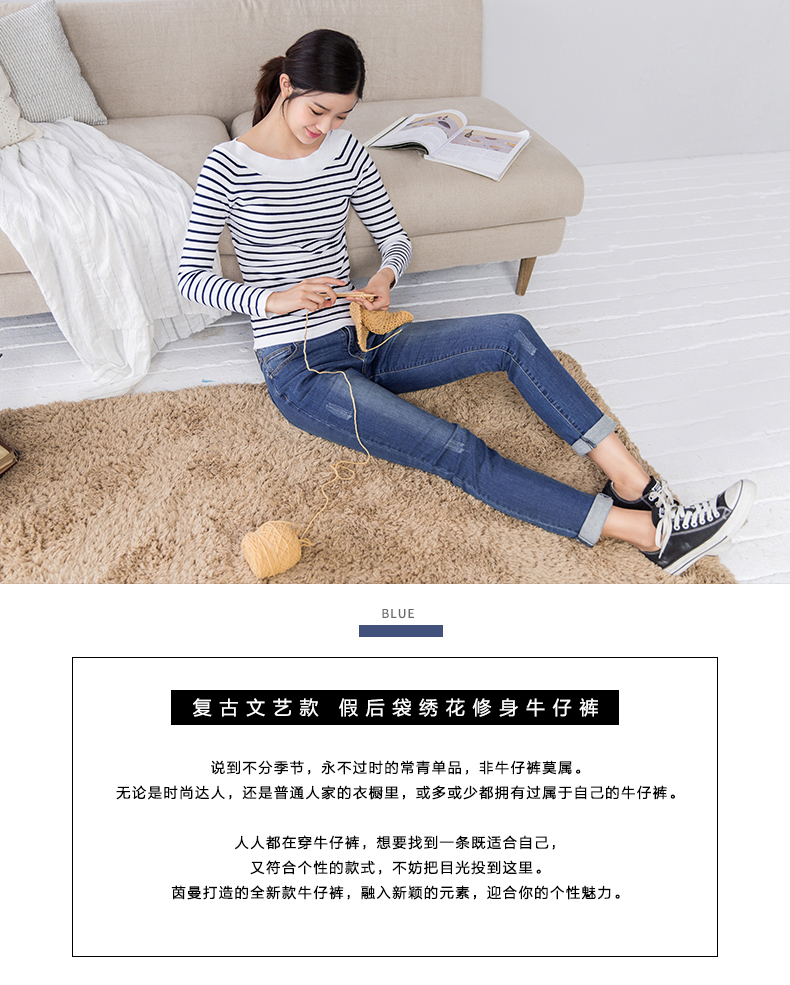 BLUE
复古文艺款 假后袋绣花修身牛仔裤
说到不分季节，永不过时的常青单品，非牛仔裤莫属。
无论是时尚达人，还是普通人家的衣橱里，或多或少都拥有过属于自己的牛仔裤。
人人都在穿牛仔裤，想要找到一条既适合自己，
又符合个性的款式，不妨把目光投到这里。
茵曼打造的全新款牛仔裤，融入新颖的元素，迎合你的个性魅力。